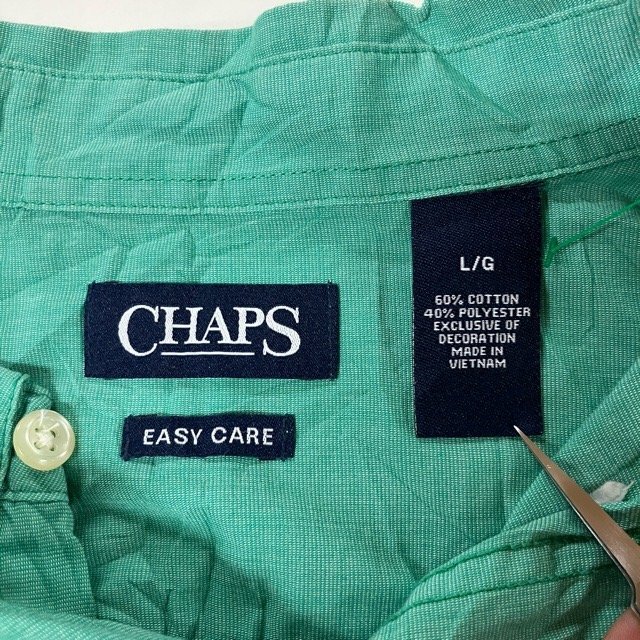 CHAPS
EASY CARE
L/G
60% COTTON
40% POLYESTER
EXCLUSIVE OF
DECORATION
MADE IN
VIETNAM